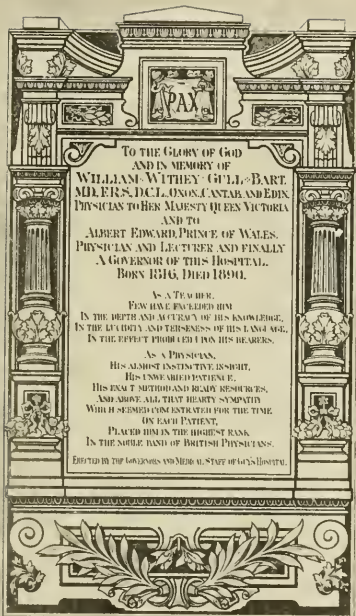 PAX
TO THE GLORY OF GOD
AND IN MEMORY OF
WILLIAM·WITHEY·GULL·BART.
M.D., F.R.S., D.C.L., OXON, CANTAB, AND EDIN.
PHYSICIAN TO HER MAJESTY QUEEN VICTORIA
AND TO
ALBERT EDWARD, PRINCE OF WALES.
PHYSICIAN AND LECTURER AND FINALLY
A GOVERNOR OF THIS HOSPITAL.
BORN 1816, DIED 1890.
AS A TEACHER,
FEW HAVE EXCEEDED HIM
IN THE DEPTH AND ACCURACY OF HIS KNOWLEDGE,
IN THE LUCIDITY AND TERSENESS OF HIS LANGUAGE,
IN THE EFFECT PRODUCED UPON HIS HEARERS.
AS A PHYSICIAN,
HIS ALMOST INSTINCTIVE INSIGHT,
HIS UNWEARIED PATIENCE,
HIS EXACT METHOD AND READY RESOURCES,
AND ABOVE ALL THAT HEARTY SYMPATHY
WHICH SEEMED CONCENTRATED FOR THE TIME
ON EACH PATIENT,
PLACED HIM IN THE HIGHEST RANK
IN THE NOBLE BAND OF BRITISH PHYSICIANS.
ERECTED BY THE GOVERNORS AND MEDICAL STAFF OF GUY'S HOSPITAL.